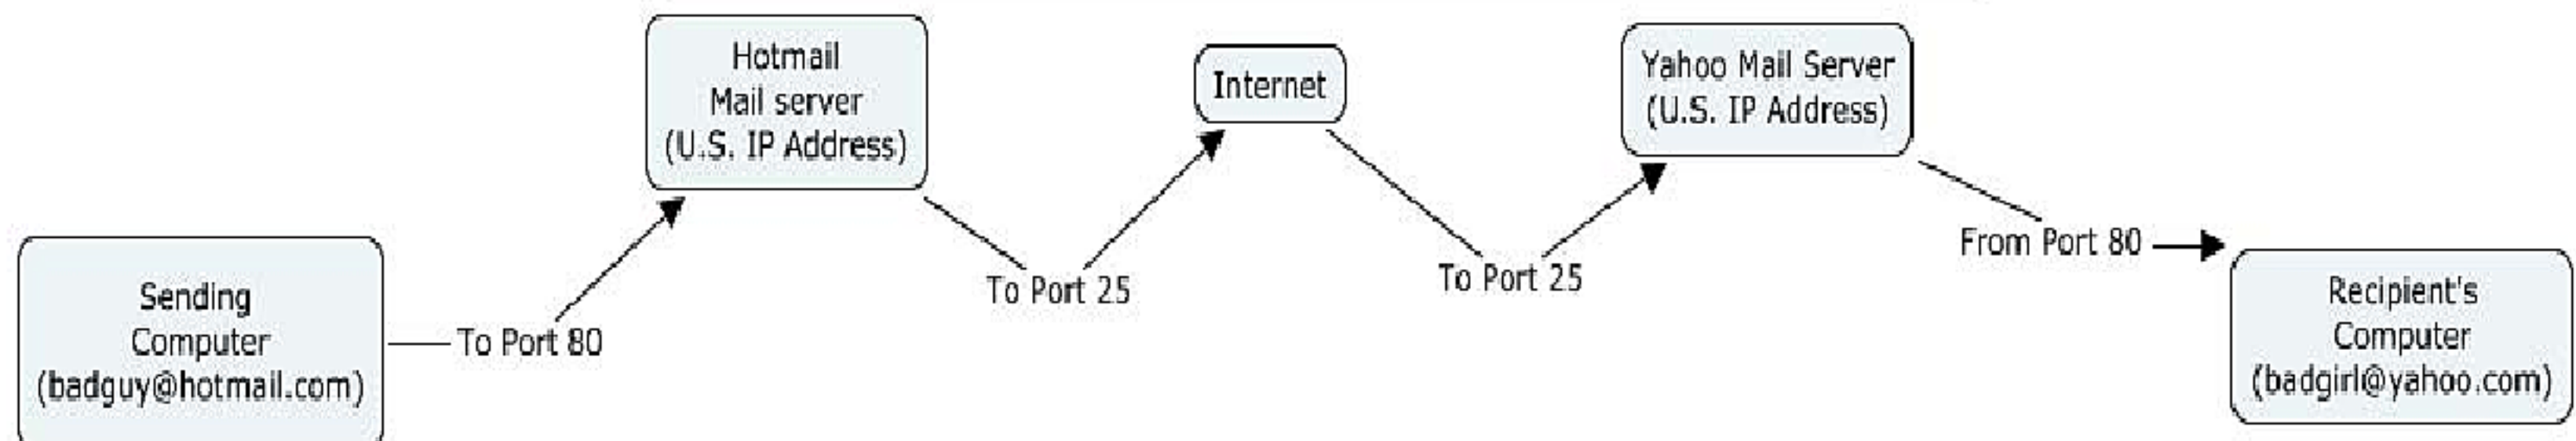 Sending
Computer
(badguy@hotmail.com)
To Port 80
Hotmail
Mail server
(U.S. IP Address)
To Port 25
Internet
To Port 25
Yahoo Mail Server
(U.S. IP Address)
From Port 80
Recipient's
Computer
(badgirl@yahoo.com)